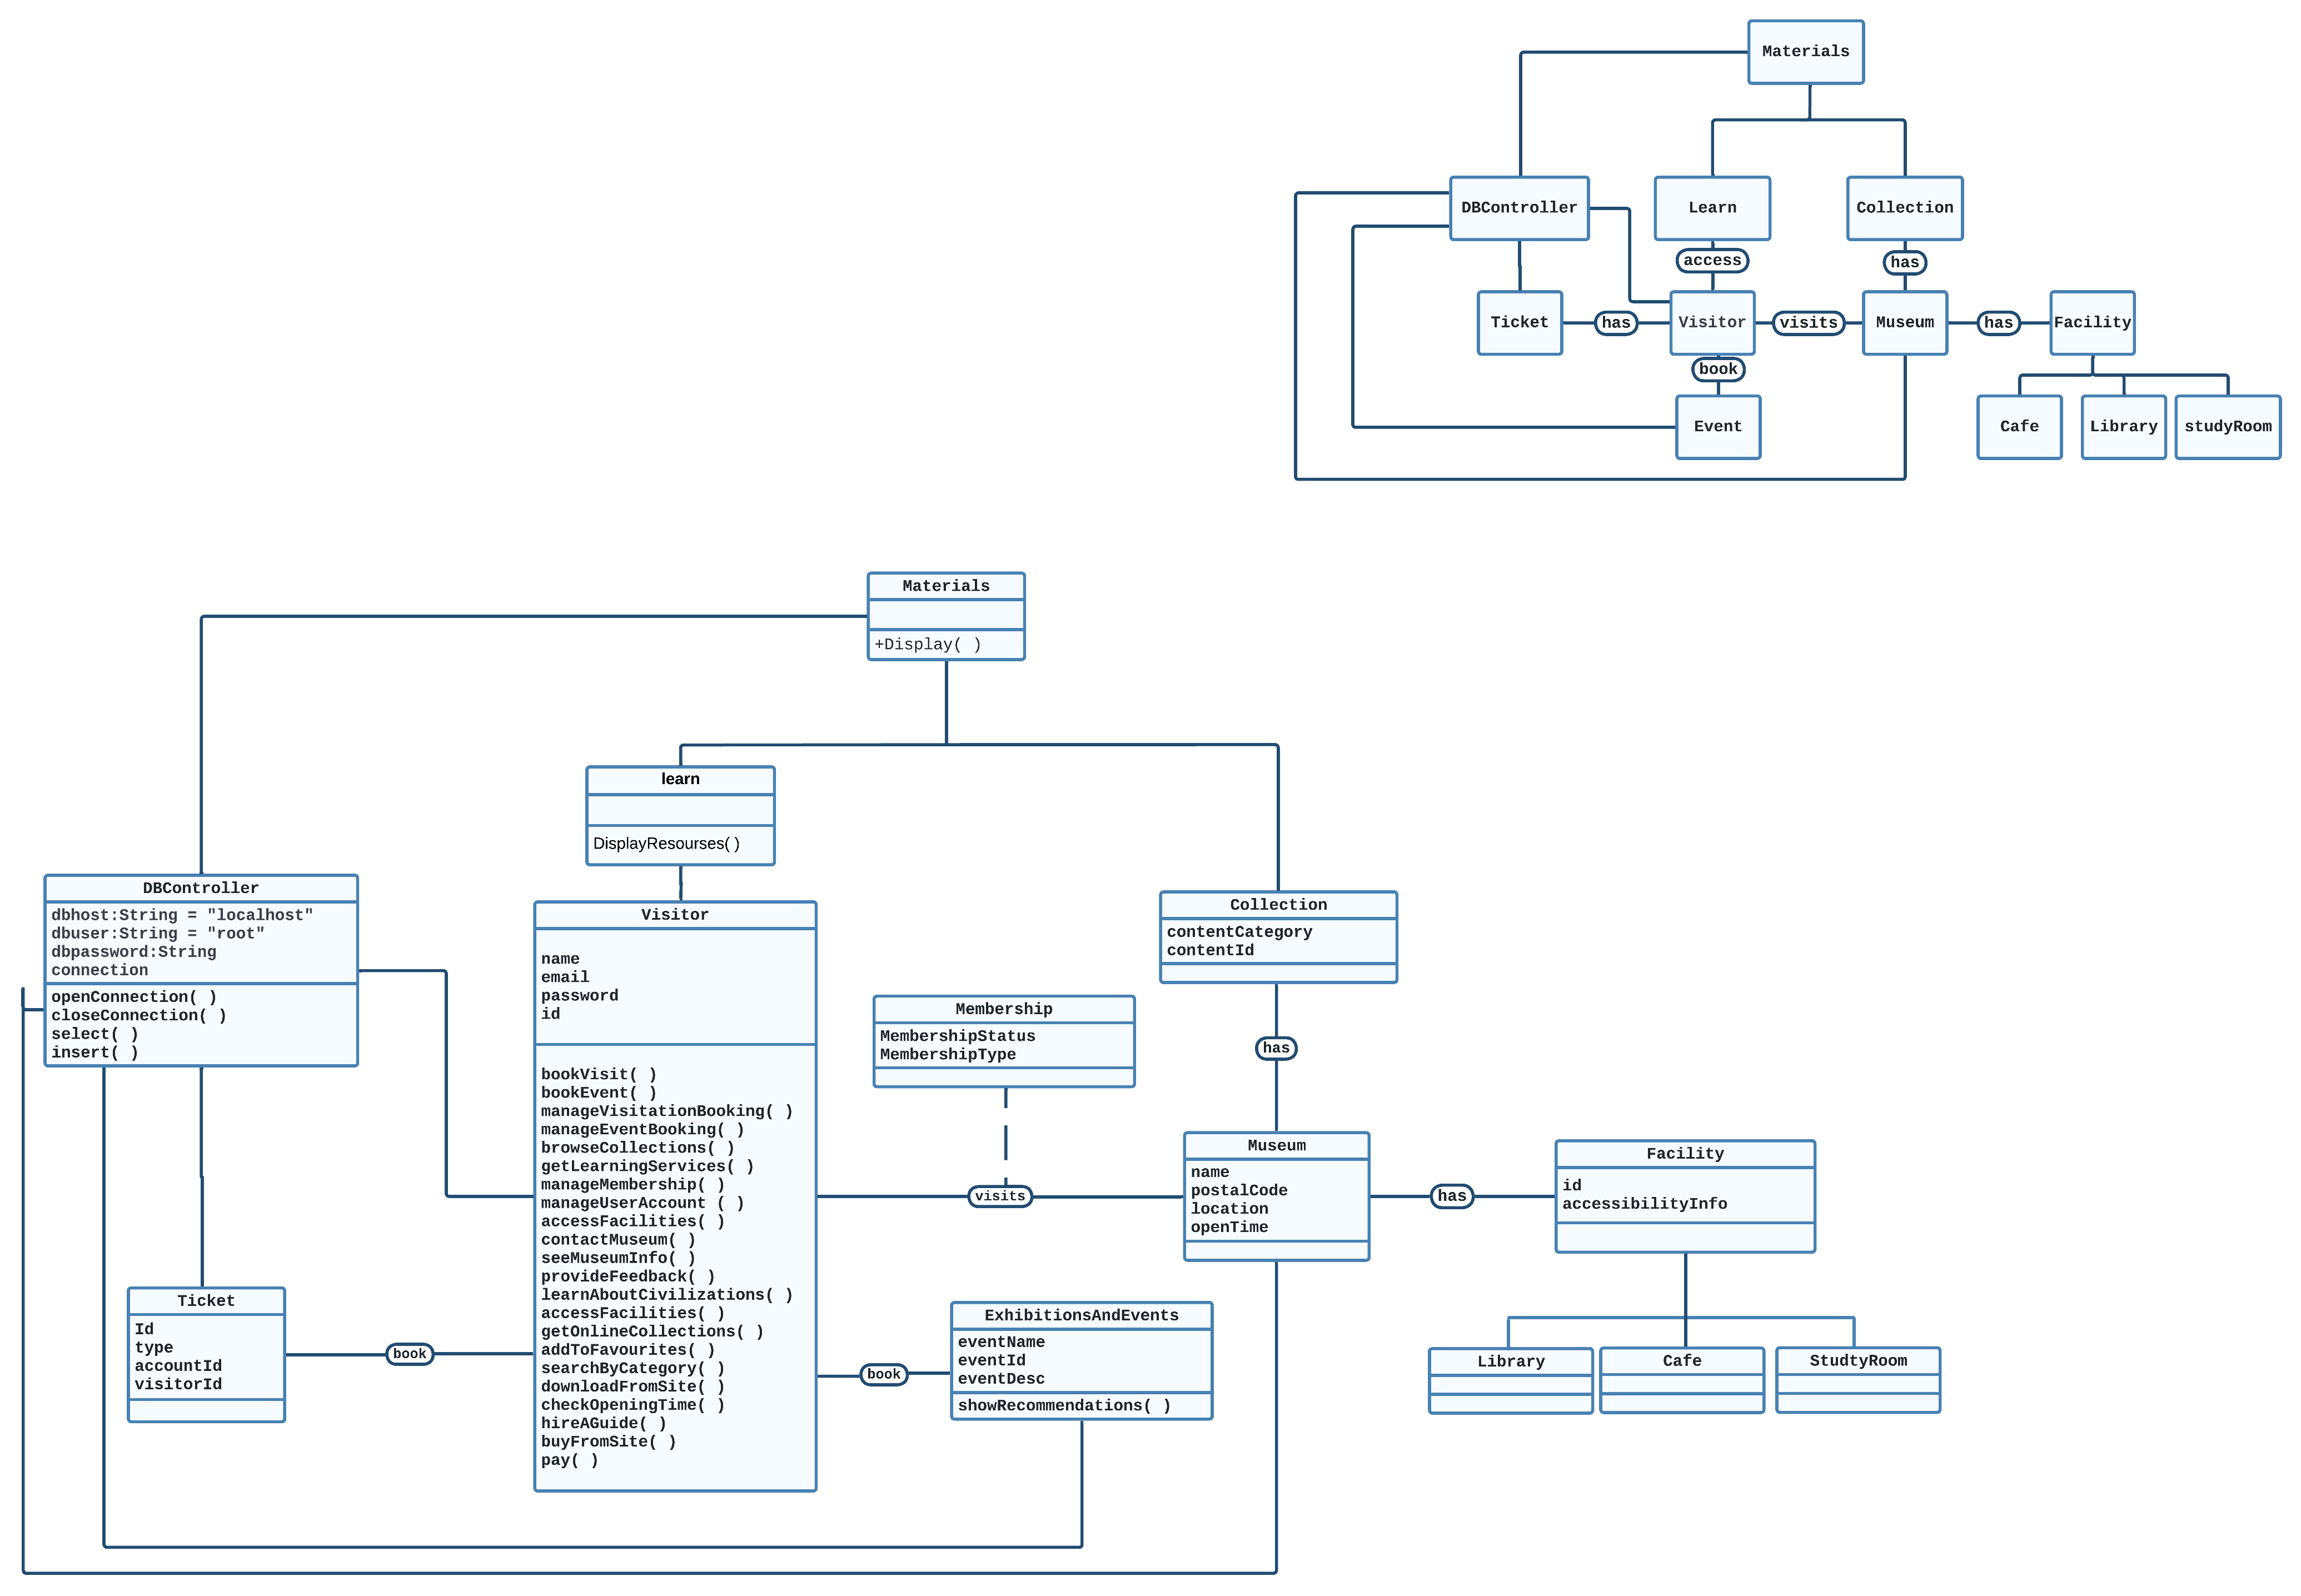 Materials
DBController
Learn
Collection
access
has
Ticket
has
Visitor
visits
Museum
has
Facility
book
Event
Cafe
Library
studyRoom
Materials
+Display( )
learn
DisplayResourses( )
DBController
dbhost:String = "localhost"
dbuser:String = "root"
dbpassword:String
connection
openConnection( )
closeConnection( )
select( )
insert( )
Visitor
name
email
password
id
bookVisit( )
bookEvent( )
manageVisitationBooking( )
manageEventBooking( )
browseCollections( )
getLearningServices( )
manageMembership( )
manageUserAccount ( )
accessFacilities( )
contactMuseum( )
seeMuseumInfo( )
provideFeedback( )
learnAboutCivilizations( )
accessFacilities( )
getOnlineCollections( )
addToFavourites( )
searchByCategory( )
downloadFromSite( )
checkOpeningTime( )
hireAGuide( )
buyFromSite( )
pay( )
Collection
contentCategory
contentId
Membership
MembershipStatus
MembershipType
has
visits
Museum
name
postalCode
location
openTime
has
Facility
id
accessibilityInfo
Ticket
Id
type
accountId
visitorId
book
book
ExhibitionsAndEvents
eventName
eventId
eventDesc
showRecommendations( )
Library
Cafe
StudtyRoom